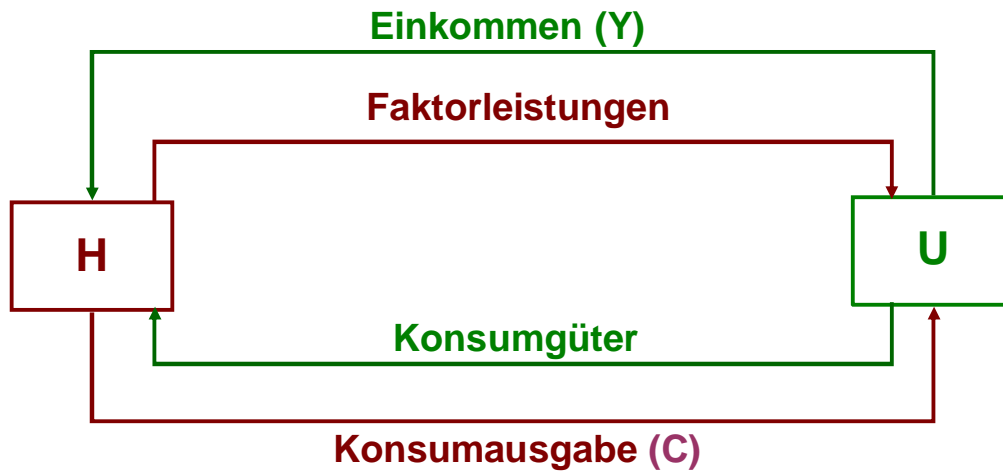 Einkommen (Y)
Faktorleistungen
H
U
Konsumgüter
Konsumausgabe (C)